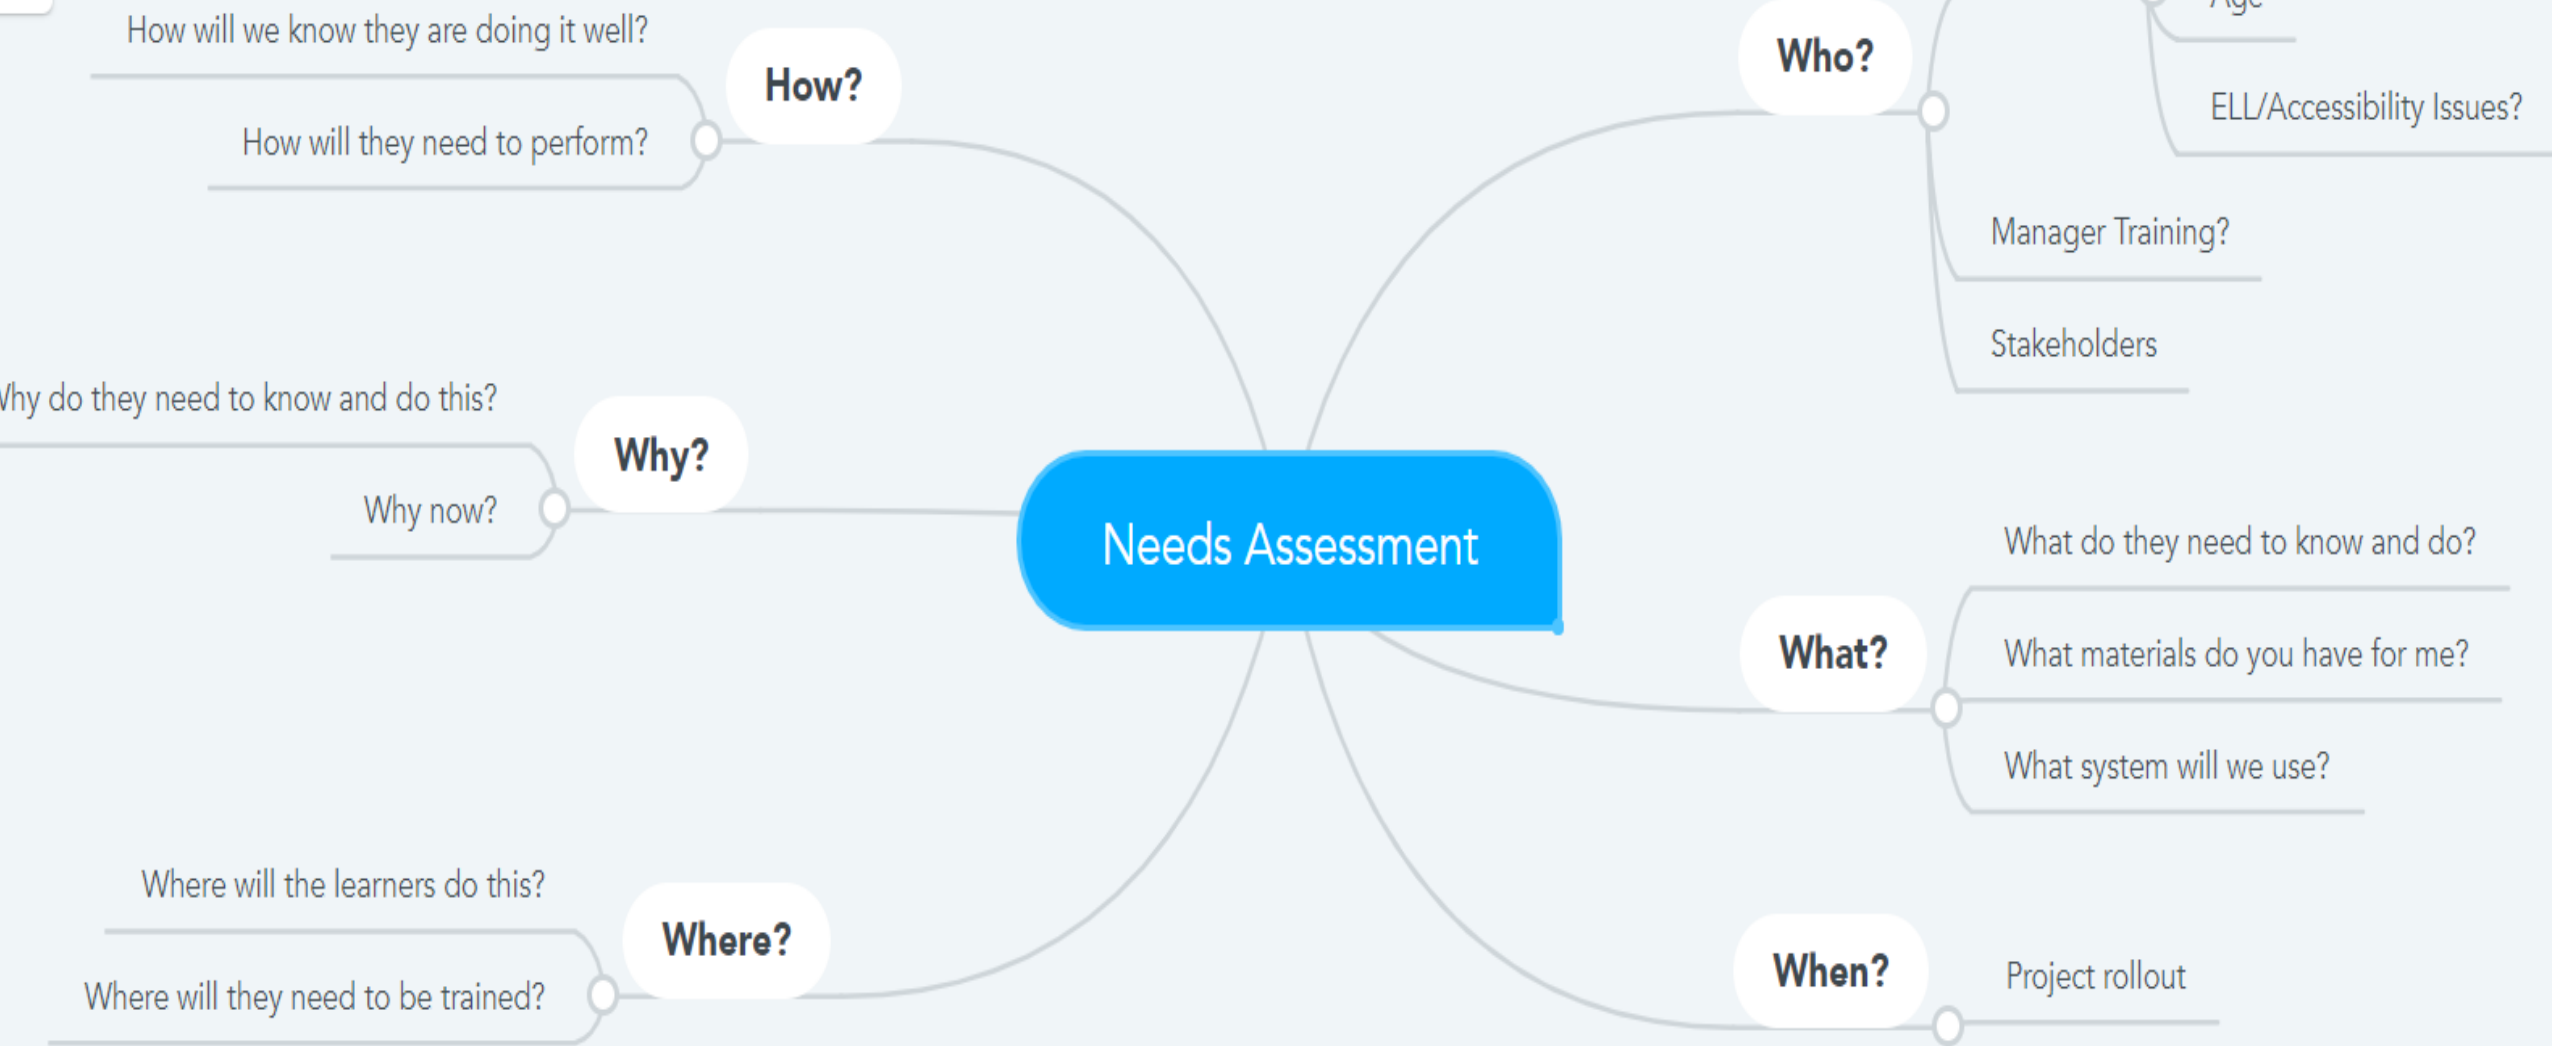 How will we know they are doing it well?
How will they need to perform?
How?
Why do they need to know and do this?
Why now?
Why?
Where will the learners do this?
Where will they need to be trained?
Where?
Needs Assessment
Who?
Age
ELL/Accessibility Issues?
Manager Training?
Stakeholders
What?
What do they need to know and do?
What materials do you have for me?
What system will we use?
When?
Project rollout